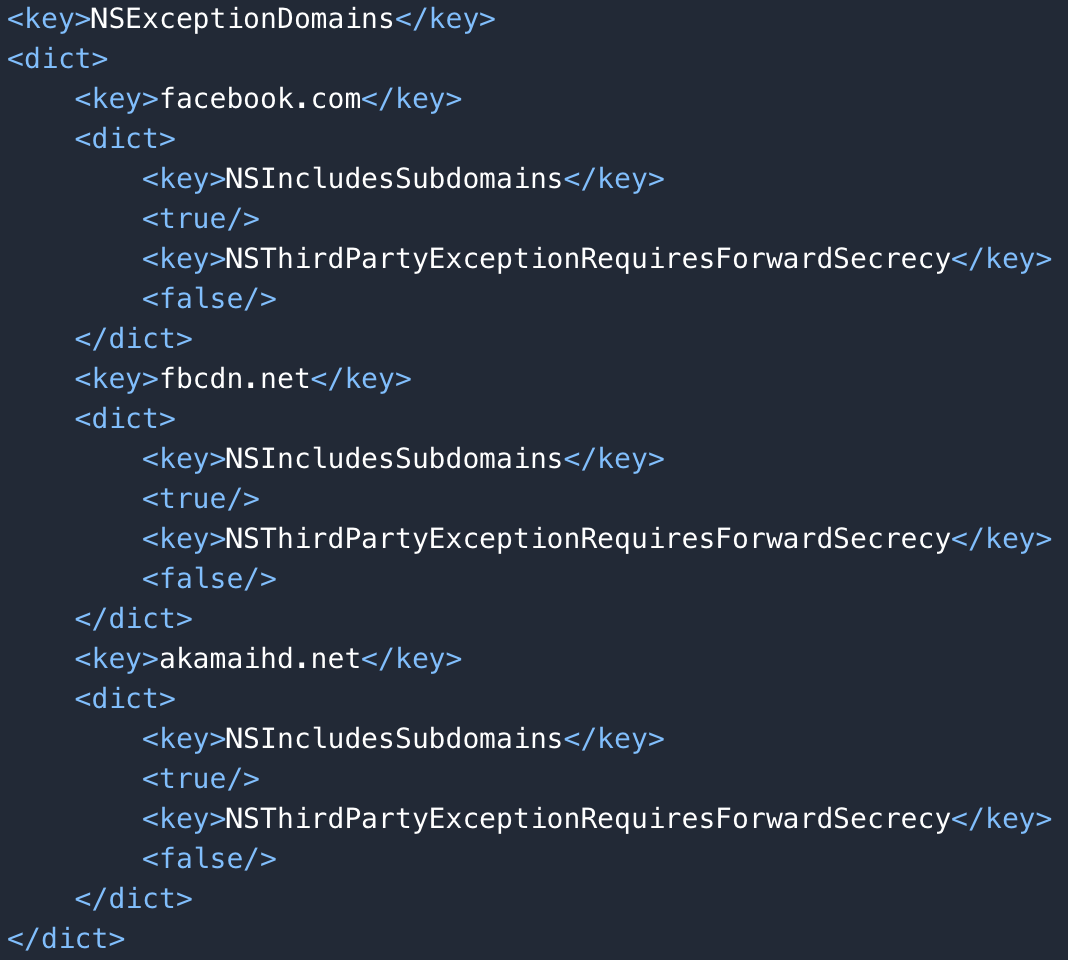 <key>NSExceptionDomains</key>
<dict>
    <key>facebook.com</key>
    <dict>
        <key>NSIncludesSubdomains</key>
        <true/>
        <key>NSThirdPartyExceptionRequiresForwardSecrecy</key>
        <false/>
    </dict>
    <key>fbcdn.net</key>
    <dict>
        <key>NSIncludesSubdomains</key>
        <true/>
        <key>NSThirdPartyExceptionRequiresForwardSecrecy</key>
        <false/>
    </dict>
    <key>akamaihd.net</key>
    <dict>
        <key>NSIncludesSubdomains</key>
        <true/>
        <key>NSThirdPartyExceptionRequiresForwardSecrecy</key>
        <false/>
    </dict>
</dict>